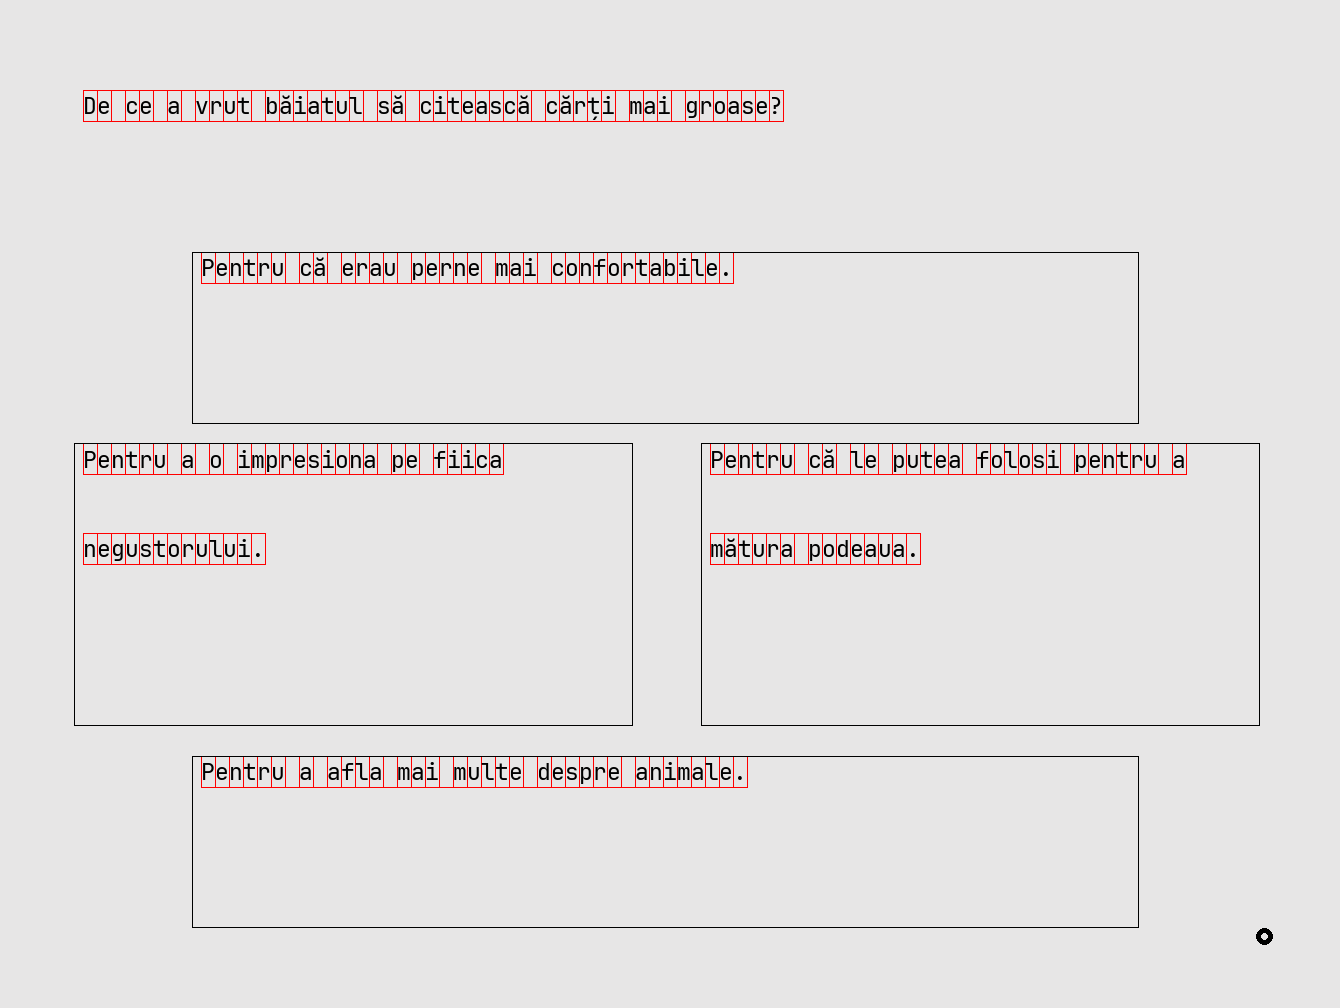 De ce a vrut băiatul să citească cărți mai groase?
Pentru că erau perne mai confortabile.
Pentru a o impresiona pe fiica
negustorului.
Pentru că le putea folosi pentru a
mătura podeaua.
Pentru a afla mai multe despre animale.